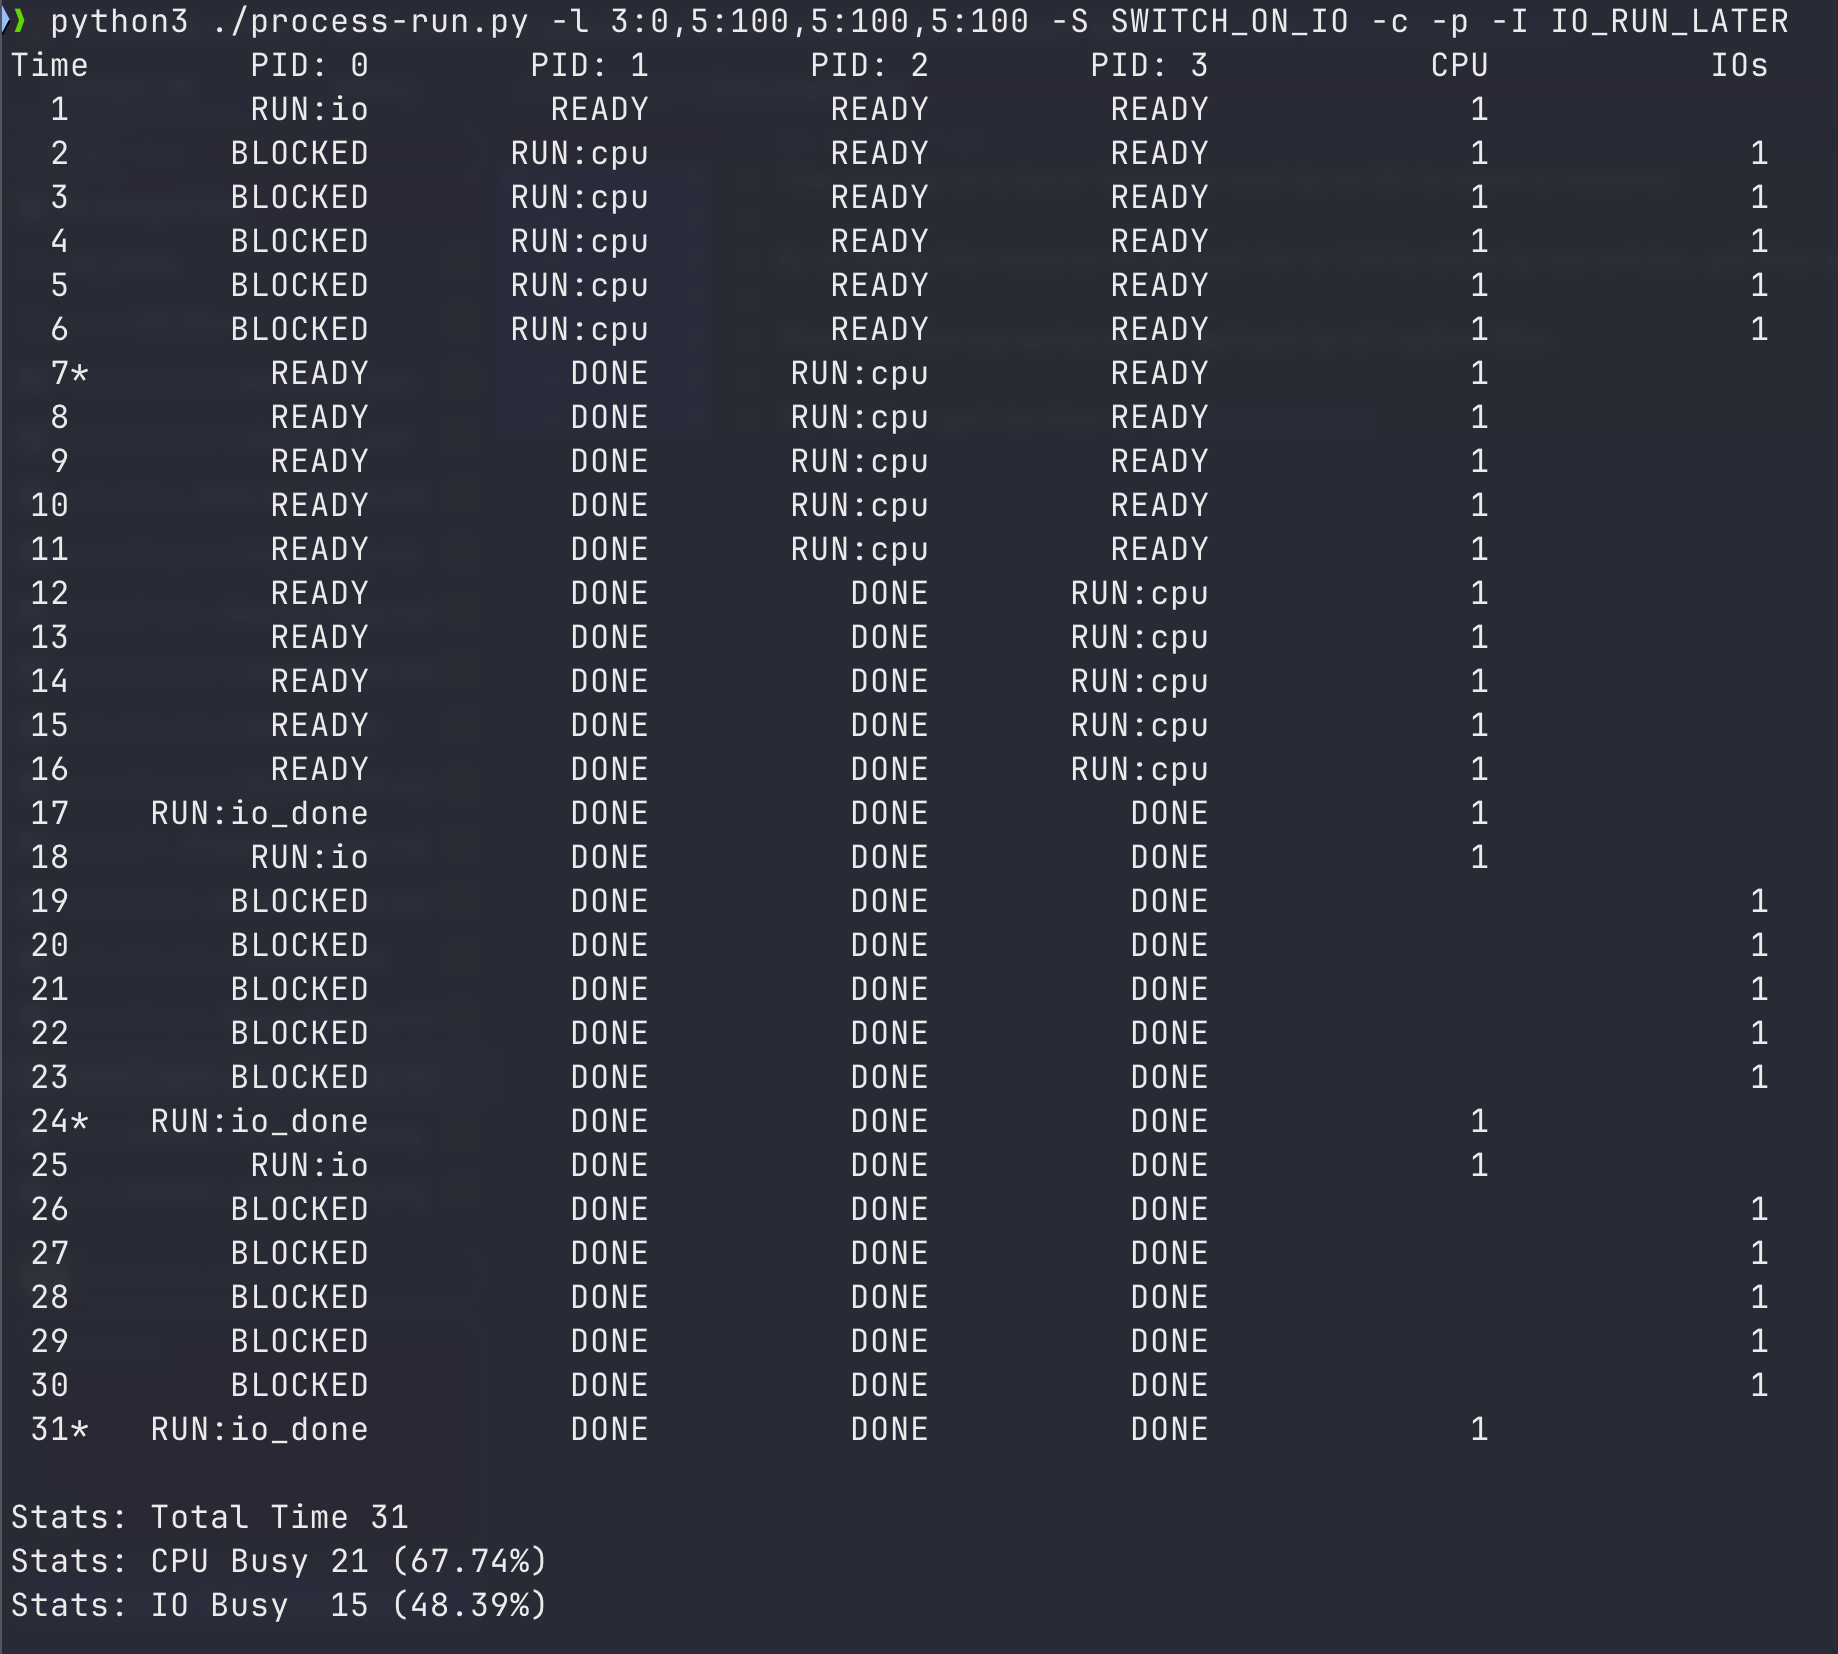 ❯ python3 ./process-run.py -l 3:0,5:100,5:100,5:100 -S SWITCH_ON_IO -c -p -I IO_RUN_LATER
Time        PID: 0        PID: 1        PID: 2        PID: 3           CPU           IOs
  1         RUN:io         READY         READY         READY             1
  2        BLOCKED       RUN:cpu         READY         READY             1             1
  3        BLOCKED       RUN:cpu         READY         READY             1             1
  4        BLOCKED       RUN:cpu         READY         READY             1             1
  5        BLOCKED       RUN:cpu         READY         READY             1             1
  6        BLOCKED       RUN:cpu         READY         READY             1             1
  7*         READY          DONE       RUN:cpu         READY             1
  8          READY          DONE       RUN:cpu         READY             1
  9          READY          DONE       RUN:cpu         READY             1
 10          READY          DONE       RUN:cpu         READY             1
 11          READY          DONE       RUN:cpu         READY             1
 12          READY          DONE          DONE       RUN:cpu             1
 13          READY          DONE          DONE       RUN:cpu             1
 14          READY          DONE          DONE       RUN:cpu             1
 15          READY          DONE          DONE       RUN:cpu             1
 16          READY          DONE          DONE       RUN:cpu             1
 17    RUN:io_done          DONE          DONE          DONE             1
 18         RUN:io          DONE          DONE          DONE             1
 19        BLOCKED          DONE          DONE          DONE                           1
 20        BLOCKED          DONE          DONE          DONE                           1
 21        BLOCKED          DONE          DONE          DONE                           1
 22        BLOCKED          DONE          DONE          DONE                           1
 23        BLOCKED          DONE          DONE          DONE                           1
 24*   RUN:io_done          DONE          DONE          DONE             1
 25         RUN:io          DONE          DONE          DONE             1
 26        BLOCKED          DONE          DONE          DONE                           1
 27        BLOCKED          DONE          DONE          DONE                           1
 28        BLOCKED          DONE          DONE          DONE                           1
 29        BLOCKED          DONE          DONE          DONE                           1
 30        BLOCKED          DONE          DONE          DONE                           1
 31*   RUN:io_done          DONE          DONE          DONE             1

Stats: Total Time 31
Stats: CPU Busy 21 (67.74%)
Stats: IO Busy  15 (48.39%)